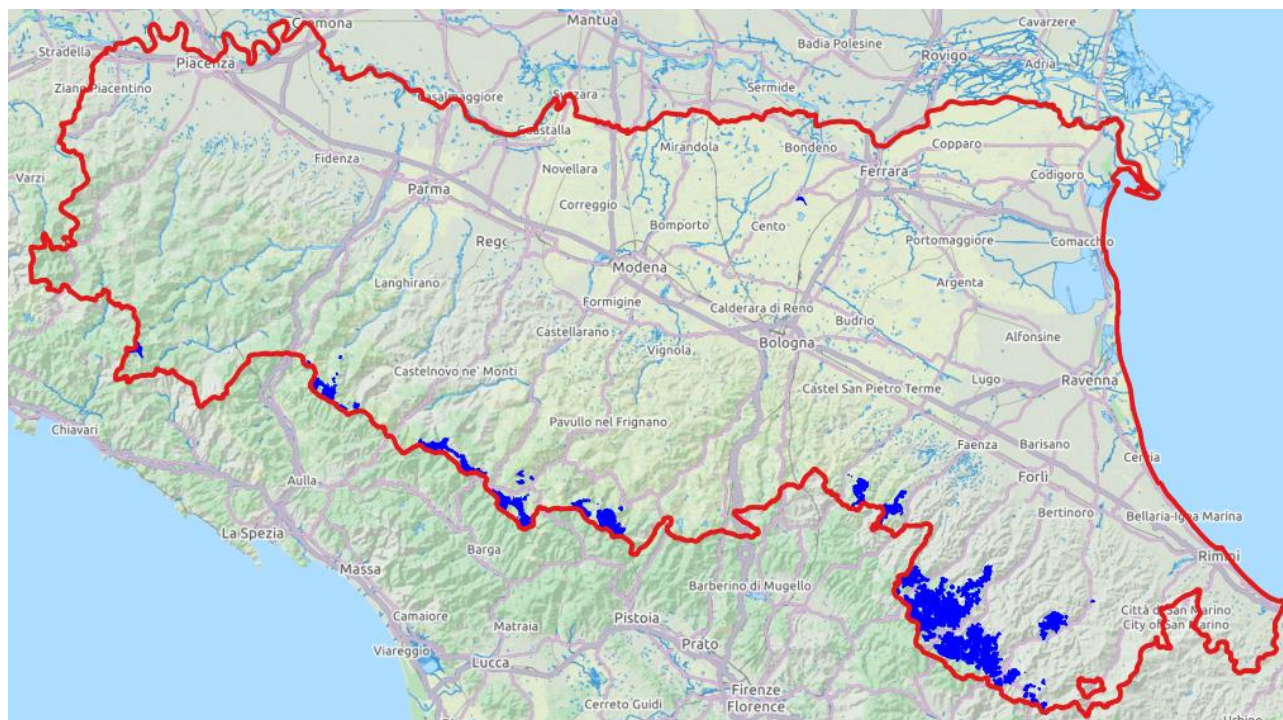 Cremona
Mantua
Cavarzere
Stradella
Badia Polesine
Rovigo
Piacenza
Adria
Ziano Piacentino
Casalmaggiore
Suzzara
Sermide
Guastalla
Copparo
Mirandola
Bondeno
Fidenza
Novellara
Ferrara
Varzi
Codigoro
Parma
Correggio
Cento
Bomporto
Portomaggiore
Comacchio
Modena
Langhirano
Argenta
Formigine
Calderara di Reno
Budrio
Castellarano
Alfonsine
Vignola
Bologna
Castelnovo ne' Monti
Lugo
Ravenna
Castel San Pietro Terme
Chiavari
Pavullo nel Frignano
Faenza
Barisano
Cervia
Aulla
Forlì
Bertinoro
Bellaria-Igea Marina
La Spezia
Barga
Rimini
Massa
Barberino di Mugello
Camaiore
Pistoia
Città di San Marino
City of San Marino
Matraia
Prato
Viareggio
Lucca
Firenze
Florence
Cerreto Guidi
Urbino